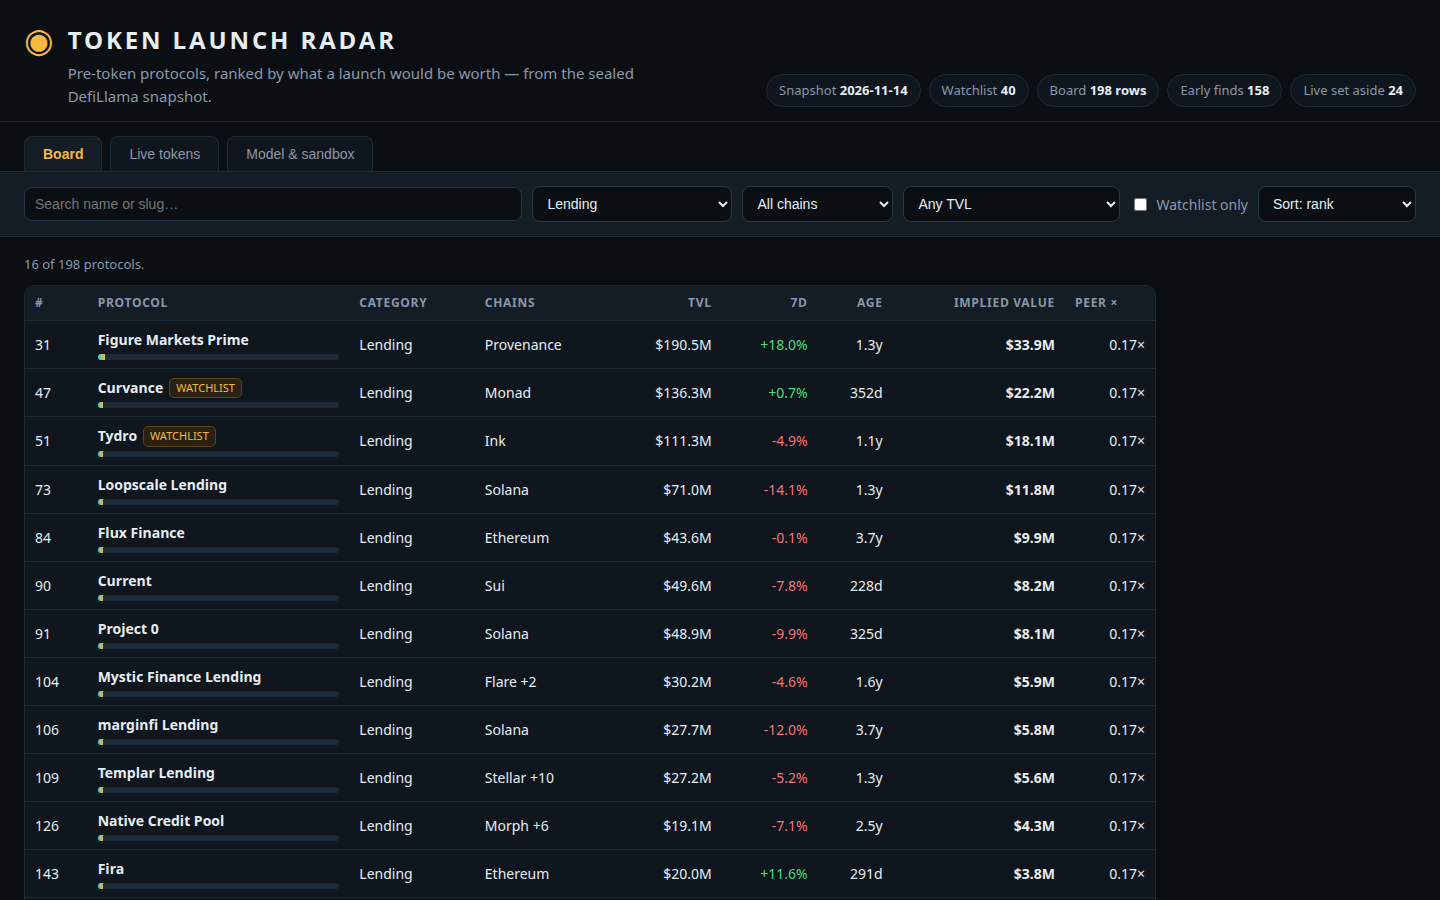 TOKEN LAUNCH RADAR
Pre-token protocols, ranked by what a launch would be worth — from the sealed
DefiLlama snapshot.
Snapshot 2026-11-14 Watchlist 40 Board 198 rows Early finds 158 Live set aside 24
Board Live tokens Model & sandbox
Search name or slug… Lending All chains Any TVL Watchlist only Sort: rank
16 of 198 protocols.
# PROTOCOL CATEGORY CHAINS TVL 7D AGE IMPLIED VALUE PEER ×
31 Figure Markets Prime Lending Provenance $190.5M +18.0% 1.3y $33.9M 0.17×
47 Curvance WATCHLIST Lending Monad $136.3M +0.7% 352d $22.2M 0.17×
51 Tydro WATCHLIST Lending Ink $111.3M -4.9% 1.1y $18.1M 0.17×
73 Loopscale Lending Lending Solana $71.0M -14.1% 1.3y $11.8M 0.17×
84 Flux Finance Lending Ethereum $43.6M -0.1% 3.7y $9.9M 0.17×
90 Current Lending Sui $49.6M -7.8% 228d $8.2M 0.17×
91 Project 0 Lending Solana $48.9M -9.9% 325d $8.1M 0.17×
104 Mystic Finance Lending Lending Flare +2 $30.2M -4.6% 1.6y $5.9M 0.17×
106 marginfi Lending Lending Solana $27.7M -12.0% 3.7y $5.8M 0.17×
109 Templar Lending Lending Stellar +10 $27.2M -5.2% 1.3y $5.6M 0.17×
126 Native Credit Pool Lending Morph +6 $19.1M -7.1% 2.5y $4.3M 0.17×
143 Fira Lending Ethereum $20.0M +11.6% 291d $3.8M 0.17×